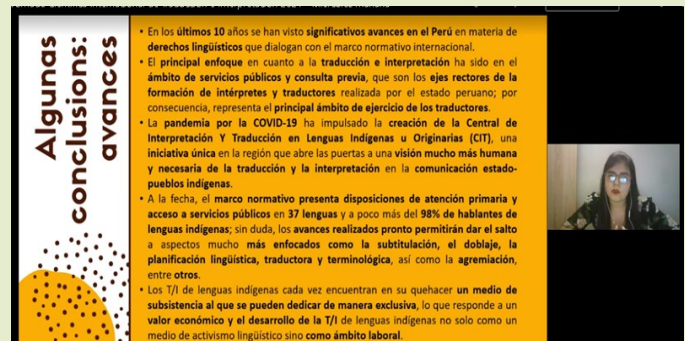 Algunas
conclusions:
avances
• En los últimos 10 años se han visto significativos avances en el Perú en materia de
derechos lingüísticos que dialogan con el marco normativo internacional.
• El principal enfoque en cuanto a la traducción e interpretación ha sido en el
ámbito de servicios públicos y consulta previa, que son los ejes rectores de la
formación de intérpretes y traductores realizada por el estado peruano; por
consecuencia, representa el principal ámbito de ejercicio de los traductores.
• La pandemia por la COVID-19 ha impulsado la creación de la Central de
Interpretación Y Traducción en Lenguas Indígenas u Originarias (CIT), una
iniciativa única en la región que abre las puertas a una visión mucho más humana
y necesaria de la traducción y la interpretación en la comunicación estado-
pueblos indígenas.
• A la fecha, el marco normativo presenta disposiciones de atención primaria y
acceso a servicios públicos en 37 lenguas y a poco más del 98% de hablantes de
lenguas indígenas; sin duda, los avances realizados pronto permitirán dar el salto
a aspectos mucho más enfocados como la subtitulación, el doblaje, la
planificación lingüística, traductora y terminológica, así como la agremiación,
entre otros.
• Los T/I de lenguas indígenas cada vez encuentran en su quehacer un medio de
subsistencia al que se pueden dedicar de manera exclusiva, lo que responde a un
valor económico y el desarrollo de la T/I de lenguas indígenas no solo como un
medio de activismo lingüístico sino como ámbito laboral.